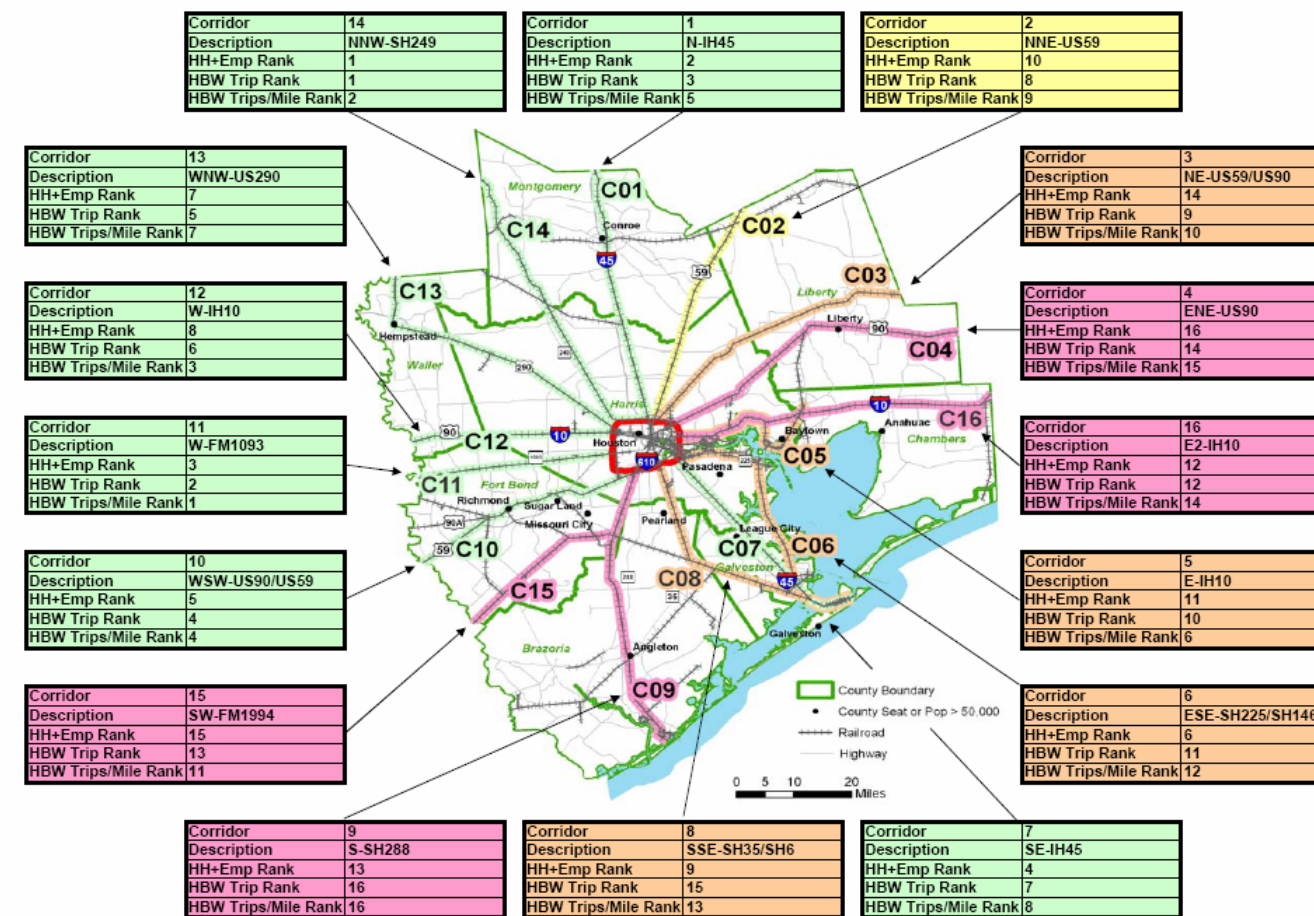 Corridor 14
Description NNW-SH249
HH+Emp Rank 1
HBW Trip Rank 1
HBW Trips/Mile Rank 2
Corridor 1
Description N-IH45
HH+Emp Rank 2
HBW Trip Rank 3
HBW Trips/Mile Rank 5
Corridor 2
Description NNE-US59
HH+Emp Rank 10
HBW Trip Rank 8
HBW Trips/Mile Rank 9
Corridor 13
Description WNW-US290
HH+Emp Rank 7
HBW Trip Rank 5
HBW Trips/Mile Rank 7
Corridor 3
Description NE-US59/US90
HH+Emp Rank 14
HBW Trip Rank 9
HBW Trips/Mile Rank 10
Corridor 12
Description W-IH10
HH+Emp Rank 8
HBW Trip Rank 6
HBW Trips/Mile Rank 3
Corridor 4
Description ENE-US90
HH+Emp Rank 16
HBW Trip Rank 14
HBW Trips/Mile Rank 15
Corridor 11
Description W-FM1093
HH+Emp Rank 3
HBW Trip Rank 2
HBW Trips/Mile Rank 1
Corridor 16
Description E2-IH10
HH+Emp Rank 12
HBW Trip Rank 12
HBW Trips/Mile Rank 14
Corridor 10
Description WSW-US90/US59
HH+Emp Rank 5
HBW Trip Rank 4
HBW Trips/Mile Rank 4
Corridor 5
Description E-IH10
HH+Emp Rank 11
HBW Trip Rank 10
HBW Trips/Mile Rank 6
Corridor 15
Description SW-FM1994
HH+Emp Rank 15
HBW Trip Rank 13
HBW Trips/Mile Rank 11
Corridor 6
Description ESE-SH225/SH146
HH+Emp Rank 6
HBW Trip Rank 11
HBW Trips/Mile Rank 12
Corridor 9
Description S-SH288
HH+Emp Rank 13
HBW Trip Rank 16
HBW Trips/Mile Rank 16
Corridor 8
Description SSE-SH35/SH6
HH+Emp Rank 9
HBW Trip Rank 15
HBW Trips/Mile Rank 13
Corridor 7
Description SE-IH45
HH+Emp Rank 4
HBW Trip Rank 7
HBW Trips/Mile Rank 8
Montgomery
C01
C14
Conroe
C02
45
59
C03
C13
Liberty
Liberty
90
Hempstead
C04
Waller
249
290
Harris
10
C16
90
C12
10
Houston
Baytown
Anahuac
Chambers
C05
610
Pasadena
225
C11
Fort Bend
Richmond
Sugar Land
Missouri City
Pearland
League City
90A
59
C10
C07
C06
C08
Galveston
45
C15
288
35
Galveston
Brazoria
Angleton
C09
County Boundary
County Seat or Pop > 50,000
Railroad
Highway
0 5 10 20
Miles